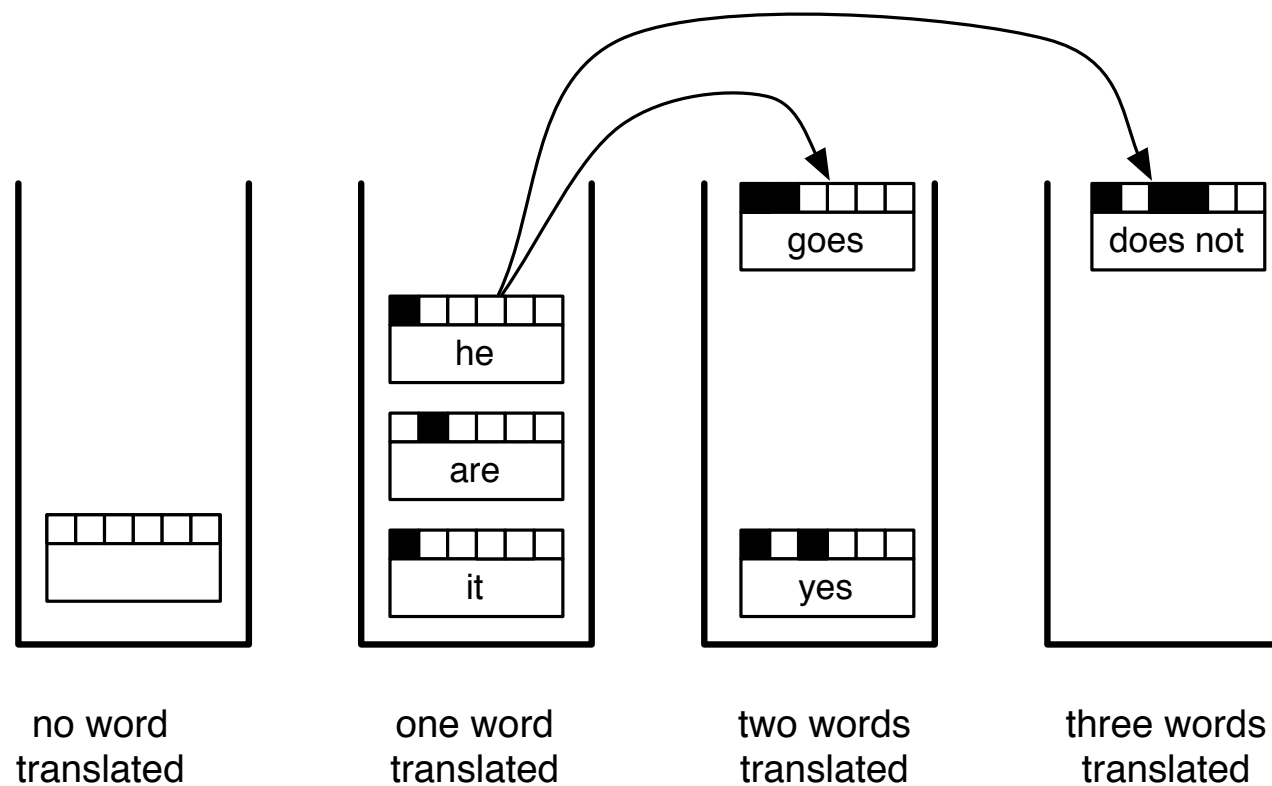 goes
does not
he
are
it
yes
no word
translated
one word
translated
two words
translated
three words
translated